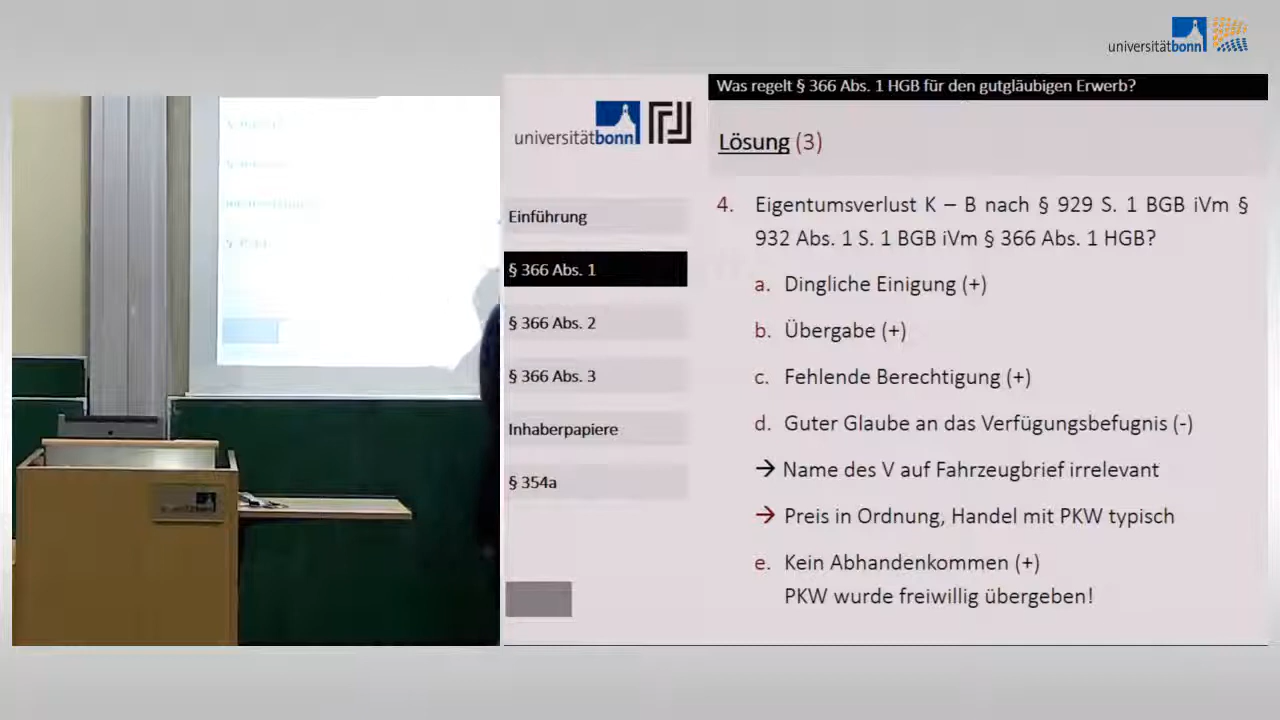 universitätbonn
Was regelt § 366 Abs. 1 HGB für den gutgläubigen Erwerb?
universitätbonn
Lösung (3)
Einführung
§ 366 Abs. 1
§ 366 Abs. 2
§ 366 Abs. 3
Inhaberpapiere
§ 354a
4. Eigentumsverlust K – B nach § 929 S. 1 BGB iVm §
932 Abs. 1 S. 1 BGB iVm § 366 Abs. 1 HGB?
a. Dingliche Einigung (+)
b. Übergabe (+)
c. Fehlende Berechtigung (+)
d. Guter Glaube an das Verfügungsbefugnis (-)
→ Name des V auf Fahrzeugbrief irrelevant
→ Preis in Ordnung, Handel mit PKW typisch
e. Kein Abhandenkommen (+)
PKW wurde freiwillig übergeben!